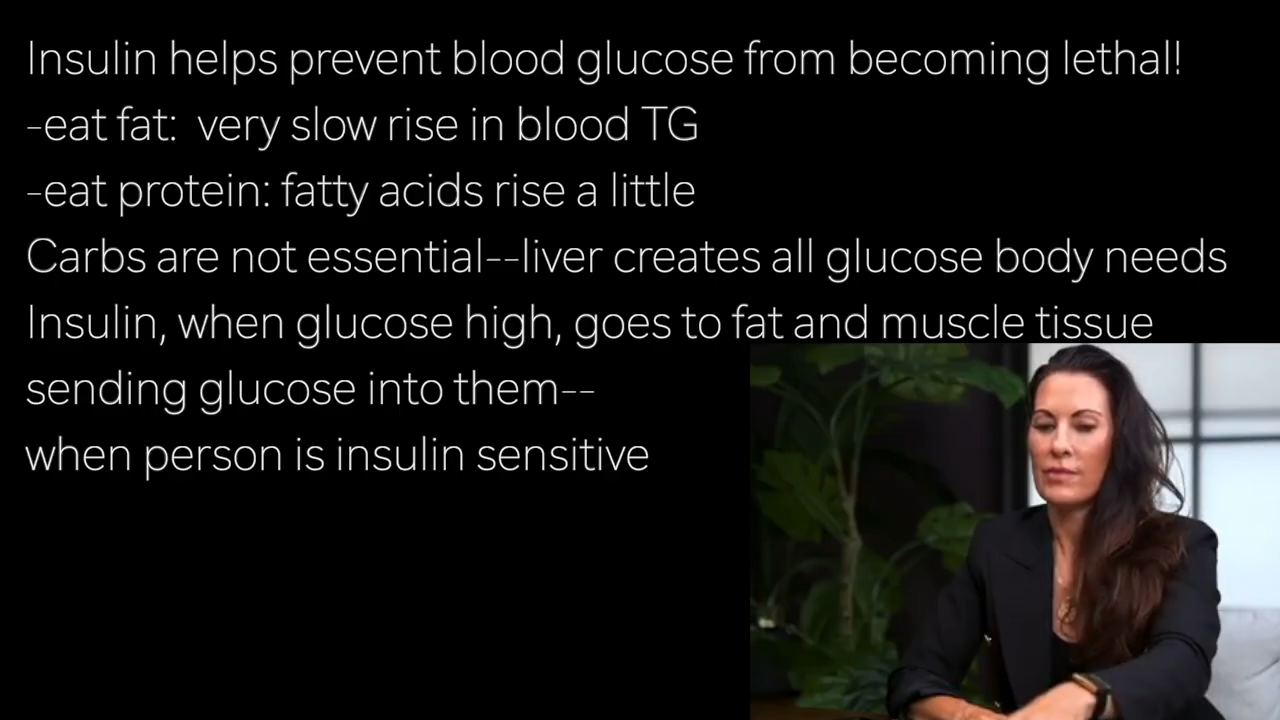 Insulin helps prevent blood glucose from becoming lethal!
-eat fat:  very slow rise in blood TG
-eat protein: fatty acids rise a little
Carbs are not essential--liver creates all glucose body needs
Insulin, when glucose high, goes to fat and muscle tissue
sending glucose into them--
when person is insulin sensitive